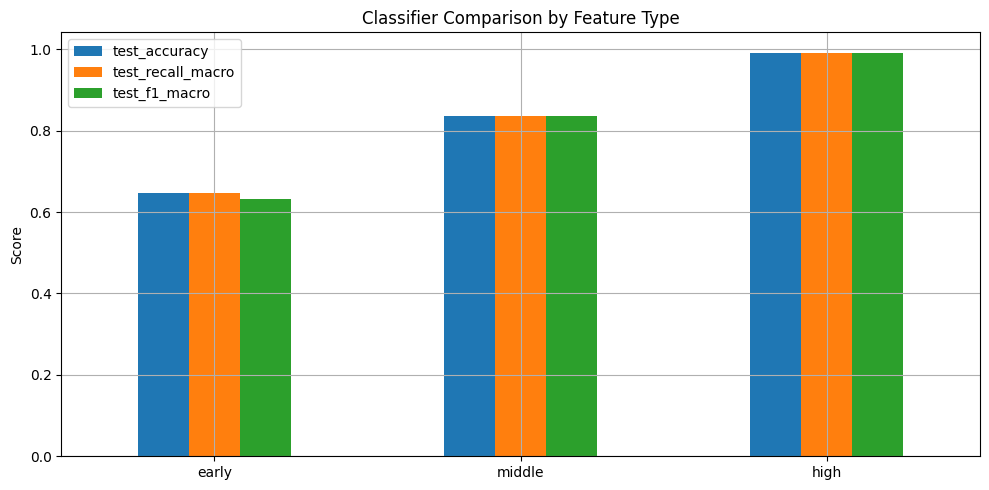 Classifier Comparison by Feature Type
test_accuracy
test_recall_macro
test_f1_macro
Score
1.0
0.8
0.6
0.4
0.2
0.0
early
middle
high